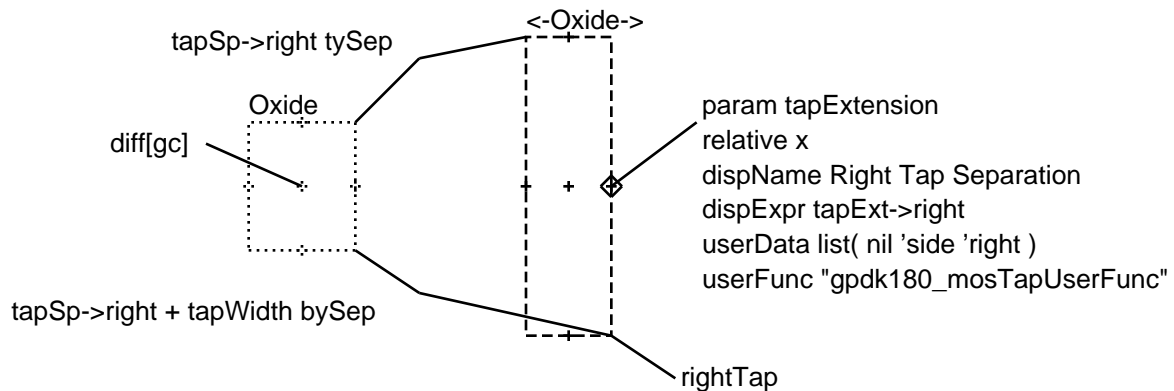 <-Oxide->
tapSp->right tySep
Oxide
diff[gc]
param tapExtension
relative x
dispName Right Tap Separation
dispExpr tapExt->right
userData list( nil ’side ’right )
userFunc "gpdk180_mosTapUserFunc"
tapSp->right + tapWidth bySep
rightTap